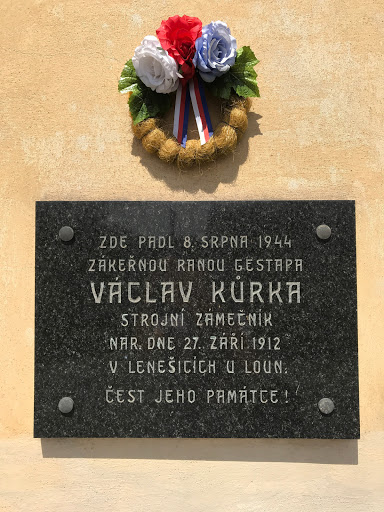 ZDE PADL 8. SRPNA 1944
ZÁKEŘNOU RANOU GESTAPA
VÁCLAV KŮRKA
STROJNÍ ZÁMEČNÍK
NAR. DNE 27. ZÁŘÍ 1912
V LENEŠICÍCH U LOUN.
ČEST JEHO PAMÁTCE!